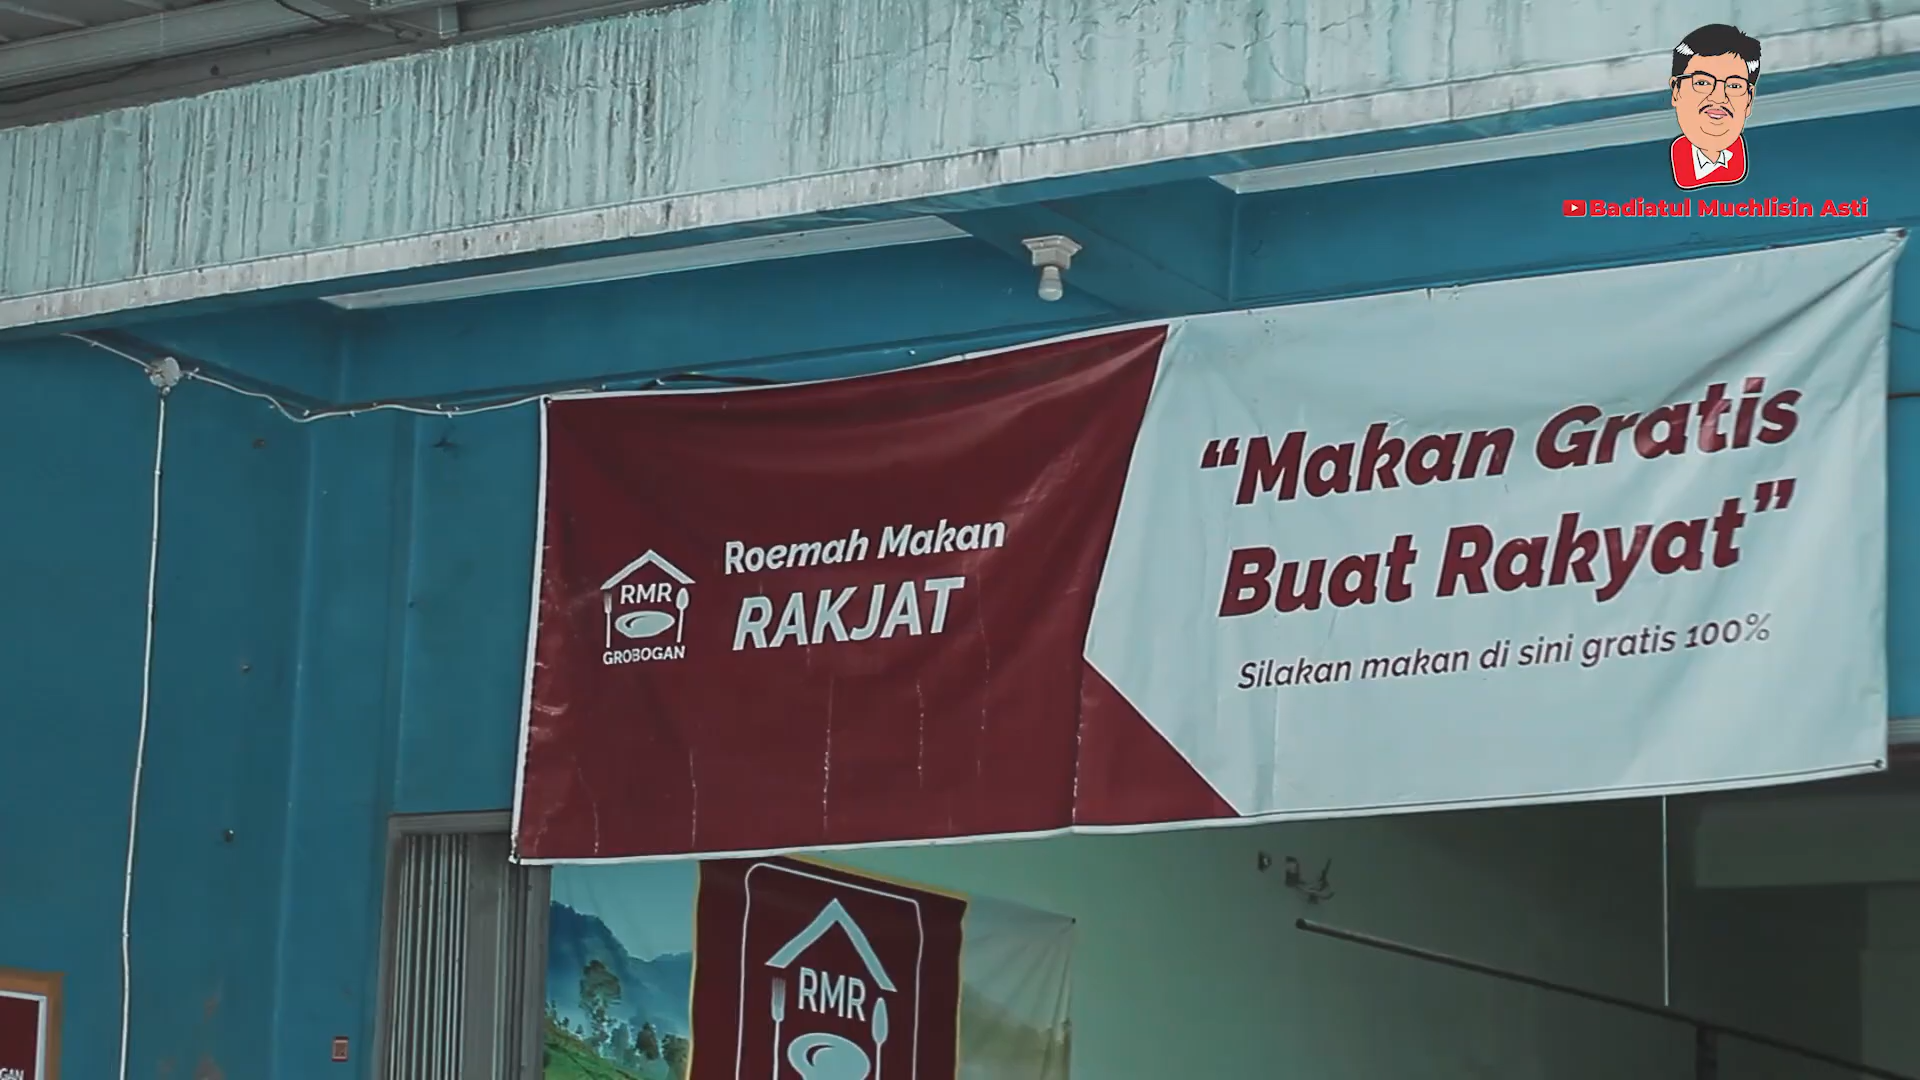 Badiatul Muchlisin Asti
"Makan Gratis
Buat Rakyat"
Silakan makan di sini gratis 100%
Roemah Makan
RAKJAT
RMR
GROBOGAN
RMR